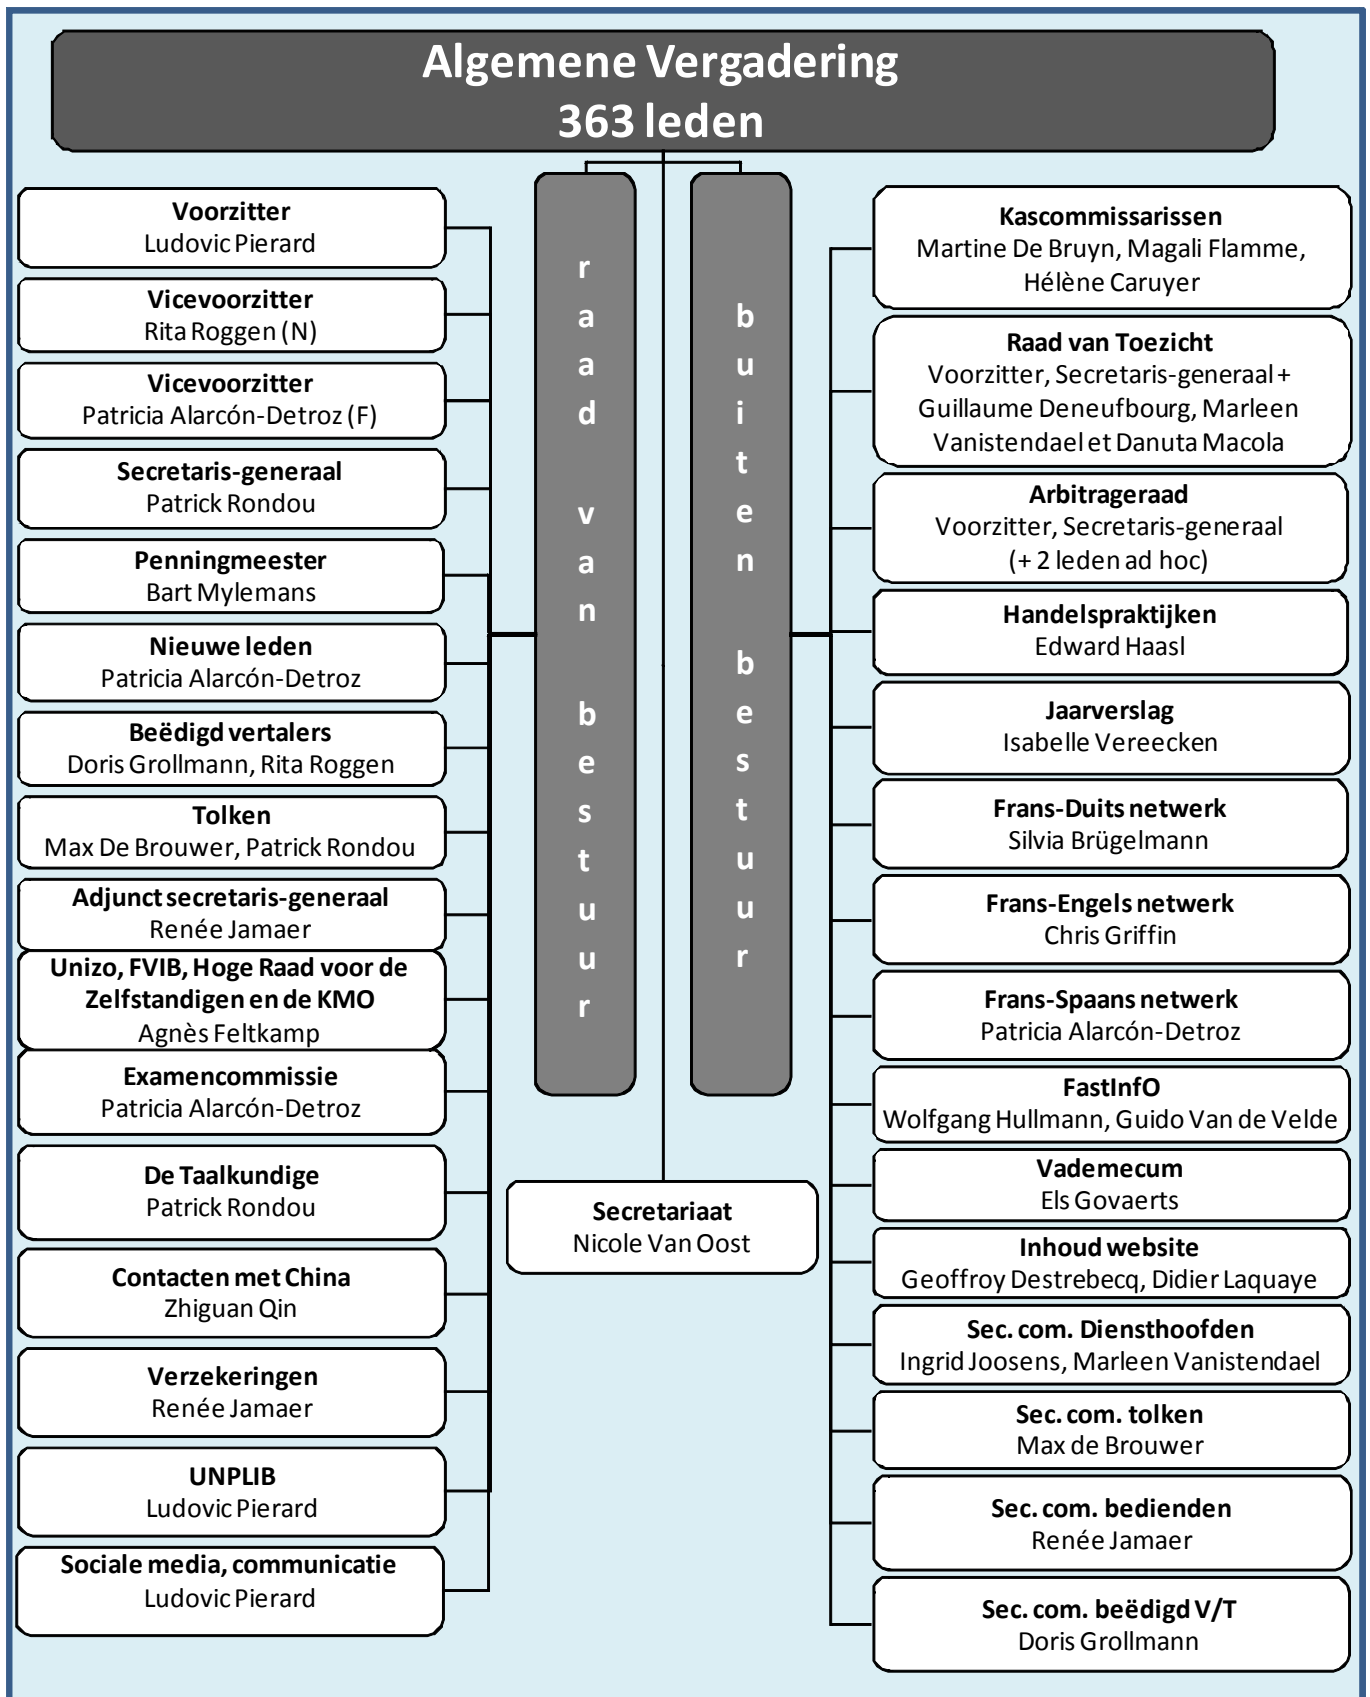 Algemene Vergadering
363 leden
Voorzitter
Ludovic Pierard
Vicevoorzitter
Rita Roggen (N)
Vicevoorzitter
Patricia Alarcón-Detroz (F)
Secretaris-generaal
Patrick Rondou
Penningmeester
Bart Mylemans
Nieuwe leden
Patricia Alarcón-Detroz
Beëdigd vertalers
Doris Grollmann, Rita Roggen
Tolken
Max De Brouwer, Patrick Rondou
Adjunct secretaris-generaal
Renée Jamaer
Unizo, FVIB, Hoge Raad voor de
Zelfstandigen en de KMO
Agnès Feltkamp
Examencommissie
Patricia Alarcón-Detroz
De Taalkundige
Patrick Rondou
Contacten met China
Zhiguan Qin
Verzekeringen
Renée Jamaer
UNPLIB
Ludovic Pierard
Sociale media, communicatie
Ludovic Pierard
raad van bestuur
buiten bestuur
Secretariaat
Nicole Van Oost
Kascommissarissen
Martine De Bruyn, Magali Flamme,
Hélène Caruyer
Raad van Toezicht
Voorzitter, Secretaris-generaal +
Guillaume Deneufbourg, Marleen
Vanistendael et Danuta Macola
Arbitrageraad
Voorzitter, Secretaris-generaal
(+ 2 leden ad hoc)
Handelspraktijken
Edward Haasl
Jaarverslag
Isabelle Vereecken
Frans-Duits netwerk
Silvia Brügelmann
Frans-Engels netwerk
Chris Griffin
Frans-Spaans netwerk
Patricia Alarcón-Detroz
FastInfO
Wolfgang Hullmann, Guido Van de Velde
Vademecum
Els Govaerts
Inhoud website
Geoffroy Destrebecq, Didier Laquaye
Sec. com. Diensthoofden
Ingrid Joosens, Marleen Vanistendael
Sec. com. tolken
Max de Brouwer
Sec. com. bedienden
Renée Jamaer
Sec. com. beëdigd V/T
Doris Grollmann